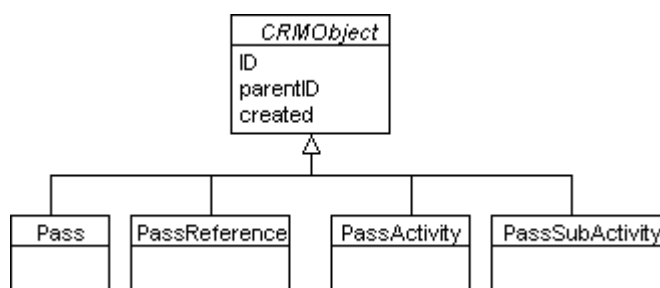 CRMObject
ID
parentID
created
Pass
PassReference
PassActivity
PassSubActivity